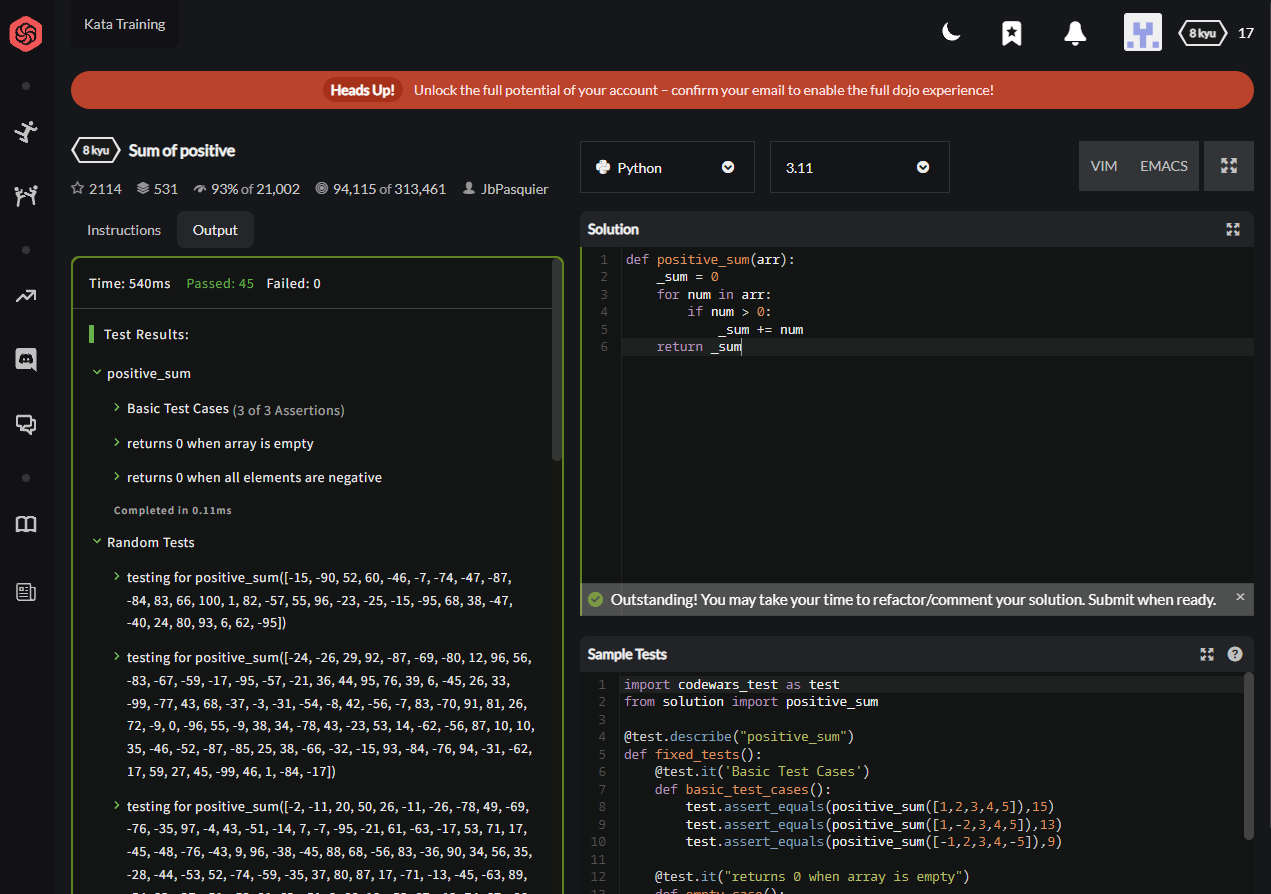 Kata Training
8 kyu
17
Heads Up! Unlock the full potential of your account – confirm your email to enable the full dojo experience!
8 kyu Sum of positive
2114 531 93% of 21,002 94,115 of 313,461 JbPasquier
Instructions Output
Time: 540ms Passed: 45 Failed: 0
Test Results:
positive_sum
Basic Test Cases (3 of 3 Assertions)
returns 0 when array is empty
returns 0 when all elements are negative
Completed in 0.11ms
Random Tests
testing for positive_sum([-15, -90, 52, 60, -46, -7, -74, -47, -87,
-84, 83, 66, 100, 1, 82, -57, 55, 96, -23, -25, -15, -95, 68, 38, -47,
-40, 24, 80, 93, 6, 62, -95])
testing for positive_sum([-24, -26, 29, 92, -87, -69, -80, 12, 96, 56,
-83, -67, -59, -17, -95, -57, -21, 36, 44, 95, 76, 39, 6, -45, 26, 33,
-99, -77, 43, 68, -37, -3, -31, -54, -8, 42, -56, -7, 83, -70, 91, 81, 26,
72, -9, 0, -96, 55, -9, 38, 34, -78, 43, -23, 53, 14, -62, -56, 87, 10, 10,
35, -46, -52, -87, -85, 25, 38, -66, -32, -15, 93, -84, -76, 94, -31, -62,
17, 59, 27, 45, -99, 46, 1, -84, -17])
testing for positive_sum([-2, -11, 20, 50, 26, -11, -26, -78, 49, -69,
-76, -35, 97, -4, 43, -51, -14, 7, -7, -95, -21, 61, -63, -17, 53, 71, 17,
-45, -48, -76, -43, 9, 96, -38, -45, 88, 68, -56, 83, -36, 90, 34, 56, 35,
-28, -44, -53, 52, -74, -59, -35, 37, 80, 87, 17, -71, -13, -45, -63, 89,
Python
3.11
VIM EMACS
Solution
1 def positive_sum(arr):
2 _sum = 0
3 for num in arr:
4 if num > 0:
5 _sum += num
6 return _sum
Outstanding! You may take your time to refactor/comment your solution. Submit when ready. ×
Sample Tests ?
1 import codewars_test as test
2 from solution import positive_sum
3
4 @test.describe("positive_sum")
5 def fixed_tests():
6 @test.it('Basic Test Cases')
7 def basic_test_cases():
8 test.assert_equals(positive_sum([1,2,3,4,5]),15)
9 test.assert_equals(positive_sum([1,-2,3,4,5]),13)
10 test.assert_equals(positive_sum([-1,2,3,4,-5]),9)
11
12 @test.it("returns 0 when array is empty")
13 def empty_case():